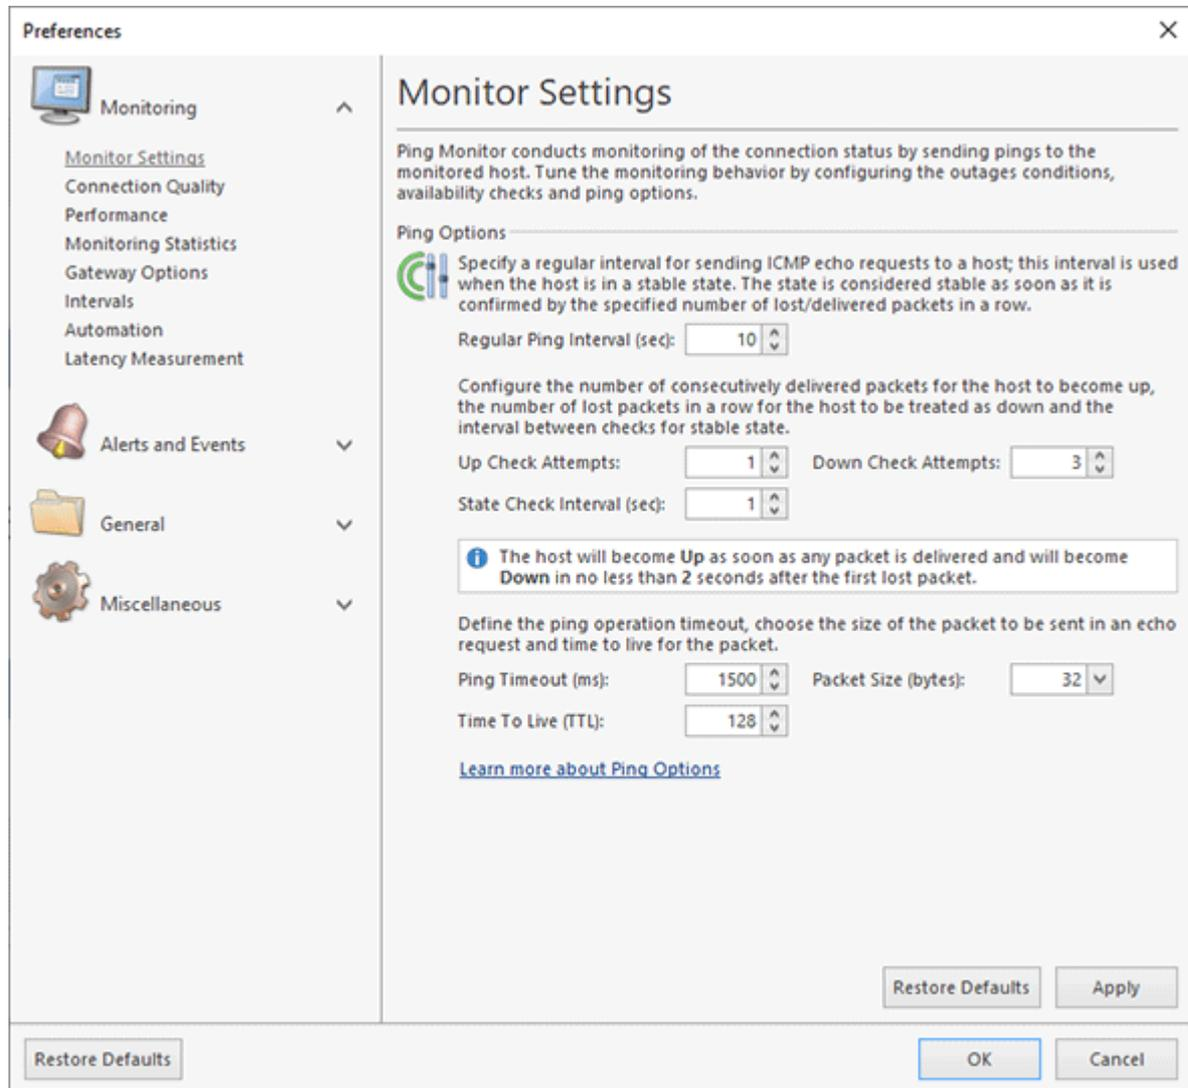 Preferences
Monitoring
Monitor Settings
Connection Quality
Performance
Monitoring Statistics
Gateway Options
Intervals
Automation
Latency Measurement
Alerts and Events
General
Miscellaneous
Monitor Settings
Ping Monitor conducts monitoring of the connection status by sending pings to the
monitored host. Tune the monitoring behavior by configuring the outages conditions,
availability checks and ping options.
Ping Options
Specify a regular interval for sending ICMP echo requests to a host; this interval is used
when the host is in a stable state. The state is considered stable as soon as it is
confirmed by the specified number of lost/delivered packets in a row.
Regular Ping Interval (sec): 10
Configure the number of consecutively delivered packets for the host to become up,
the number of lost packets in a row for the host to be treated as down and the
interval between checks for stable state.
Up Check Attempts: 1 Down Check Attempts: 3
State Check Interval (sec): 1
The host will become Up as soon as any packet is delivered and will become
Down in no less than 2 seconds after the first lost packet.
Define the ping operation timeout, choose the size of the packet to be sent in an echo
request and time to live for the packet.
Ping Timeout (ms): 1500 Packet Size (bytes): 32
Time To Live (TTL): 128
Learn more about Ping Options
Restore Defaults Apply
Restore Defaults OK Cancel